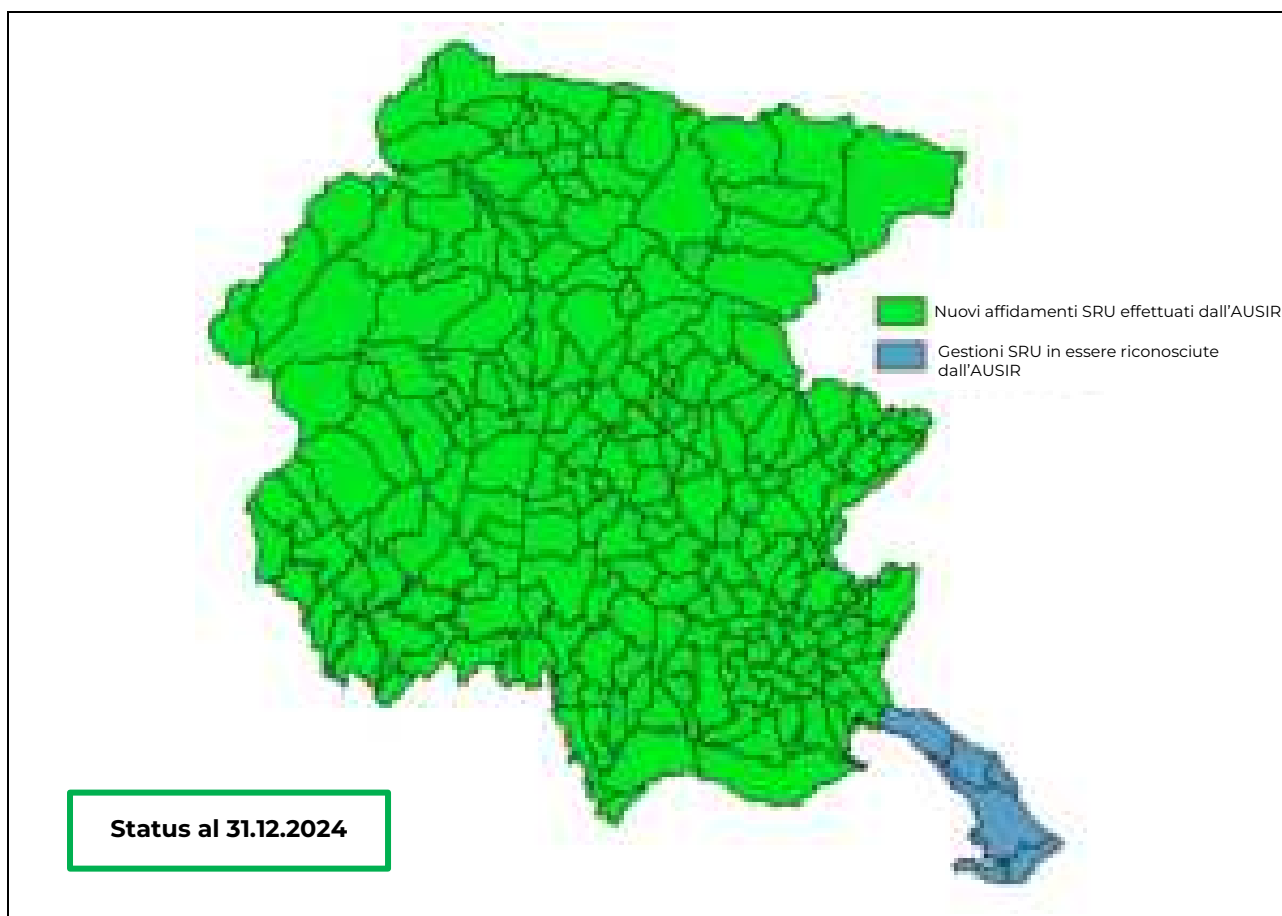 Nuovi affidamenti SRU effettuati dall'AUSIR
Gestioni SRU in essere riconosciute
dall'AUSIR
Status al 31.12.2024